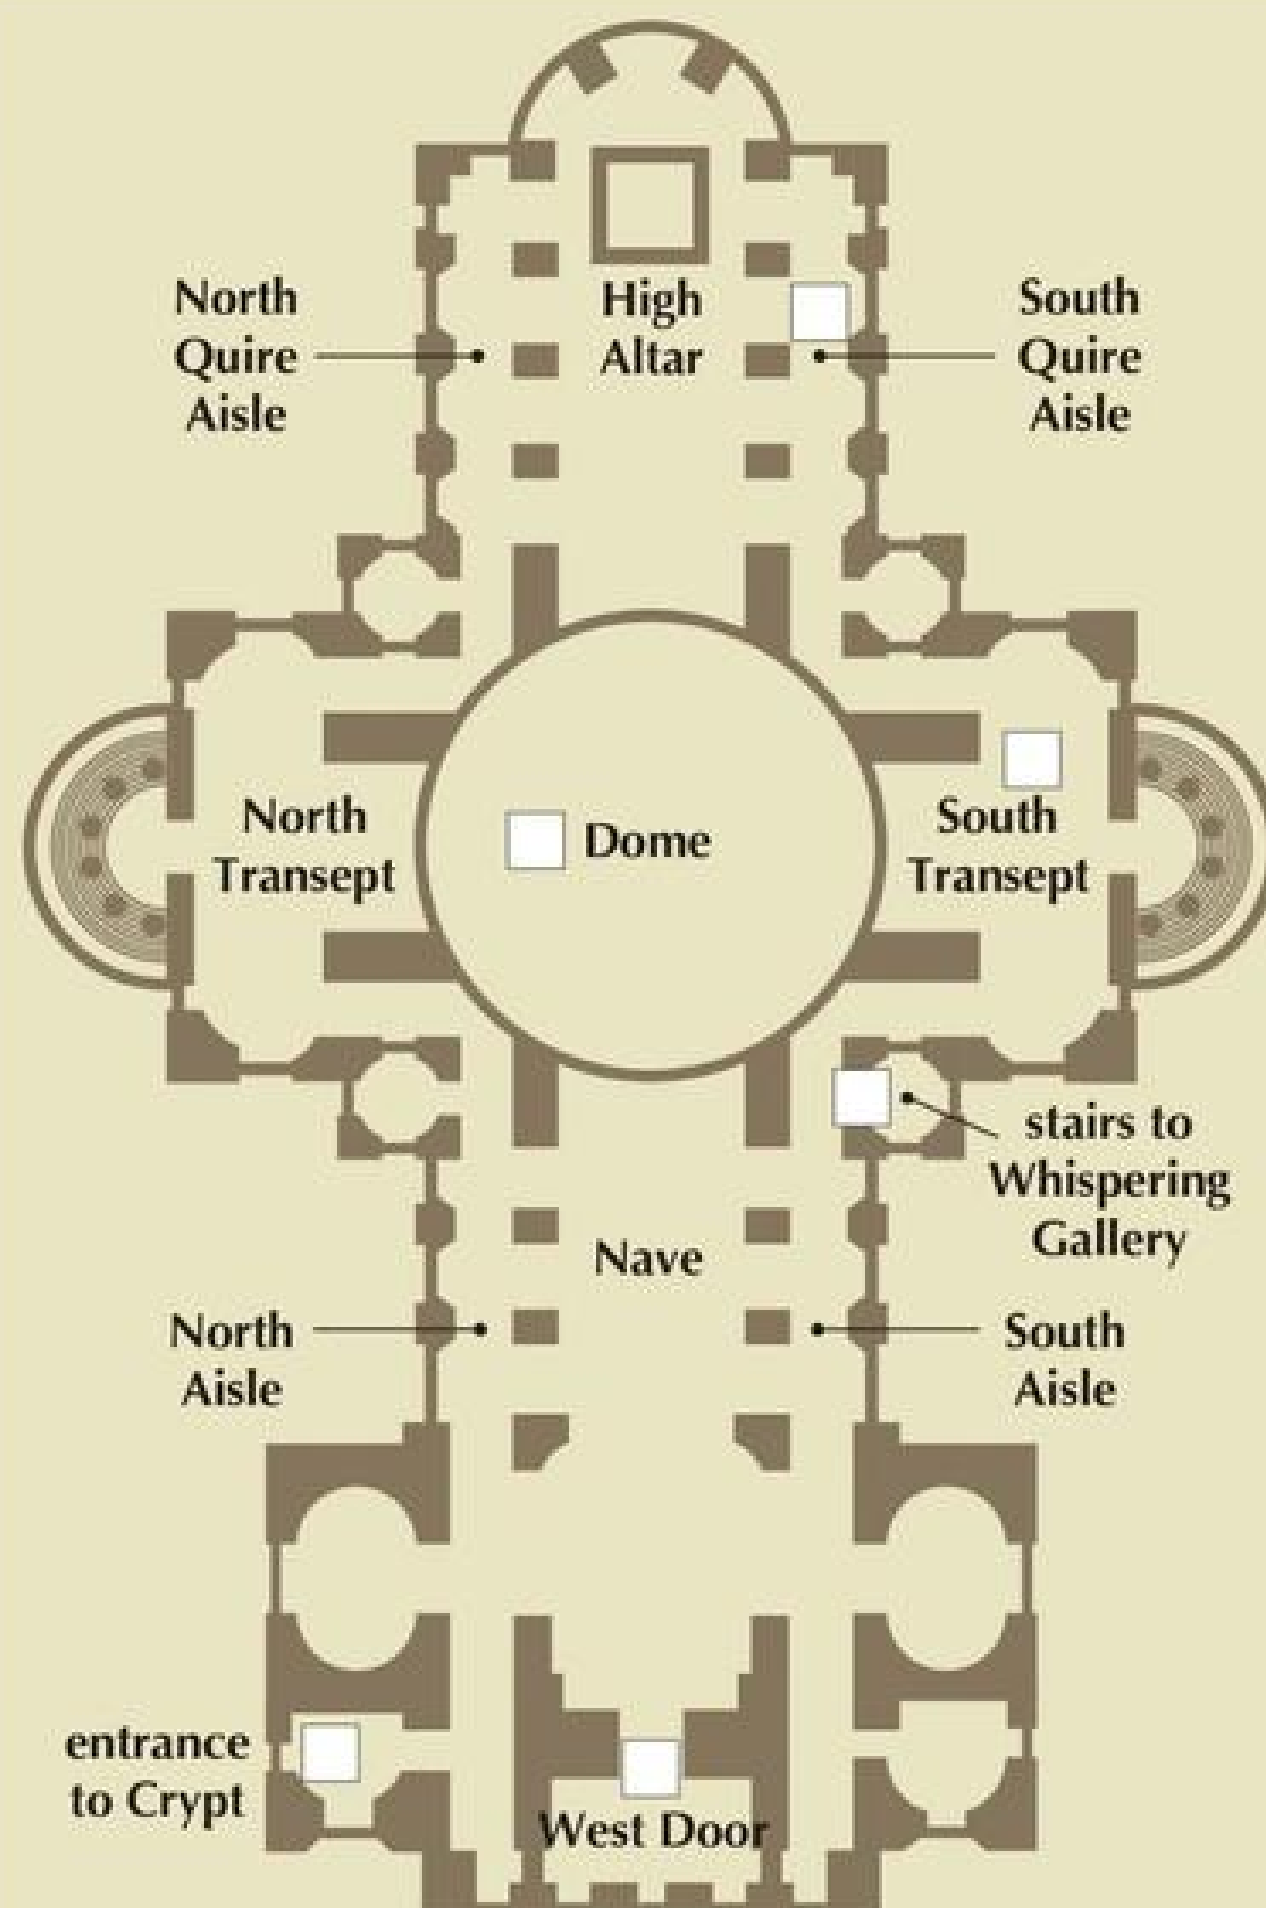 North
Quire
Aisle
High
Altar
South
Quire
Aisle
North
Transept
Dome
South
Transept
stairs to
Whispering
Gallery
Nave
North
Aisle
South
Aisle
entrance
to Crypt
West Door